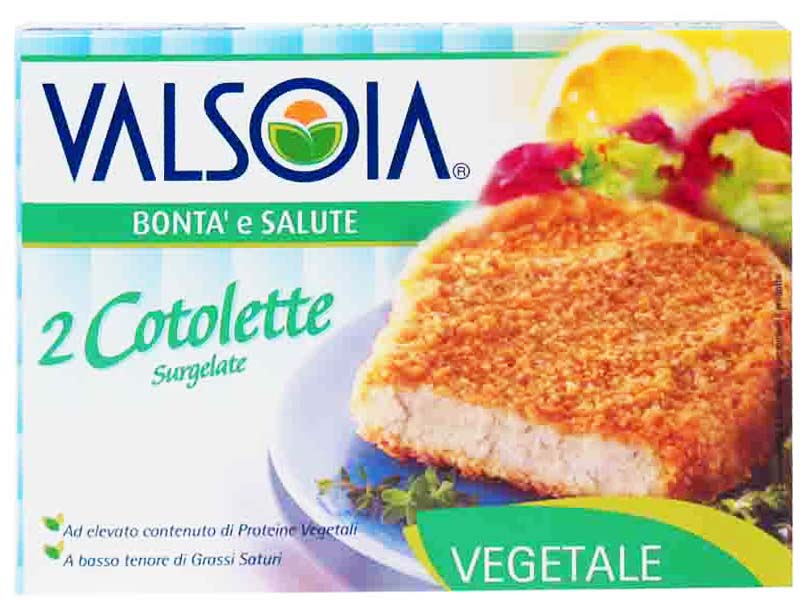 VALSOIA®
BONTA' e SALUTE
2 Cotolette
Surgelate
Ad elevato contenuto di Proteine Vegetali
A basso tenore di Grassi Saturi
VEGETALE